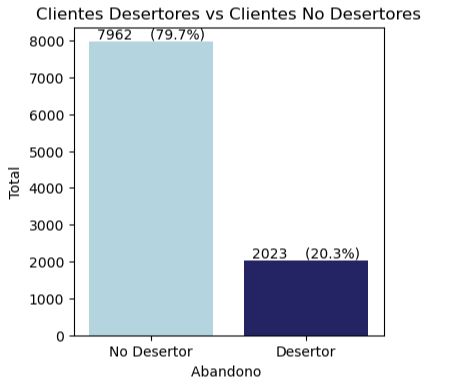 Clientes Desertores vs Clientes No Desertores
8000
7000
6000
5000
4000
3000
2000
1000
0
Total
7962 (79.7%)
2023 (20.3%)
No Desertor
Desertor
Abandono